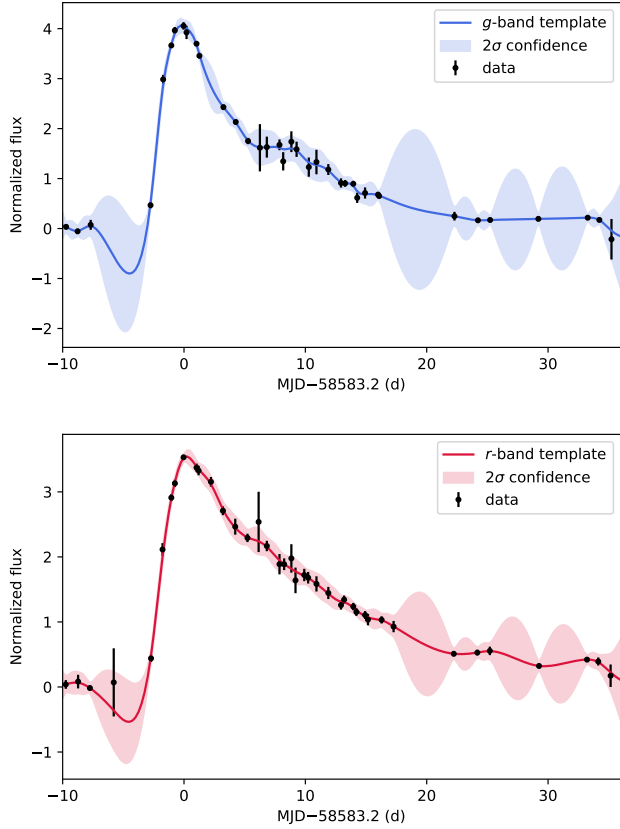 g-band template
2σ confidence
data
4
3
2
1
0
−1
−2
Normalized flux
−10
0
10
20
30
MJD−58583.2 (d)
r-band template
2σ confidence
data
3
2
1
0
−1
Normalized flux
−10
0
10
20
30
MJD−58583.2 (d)